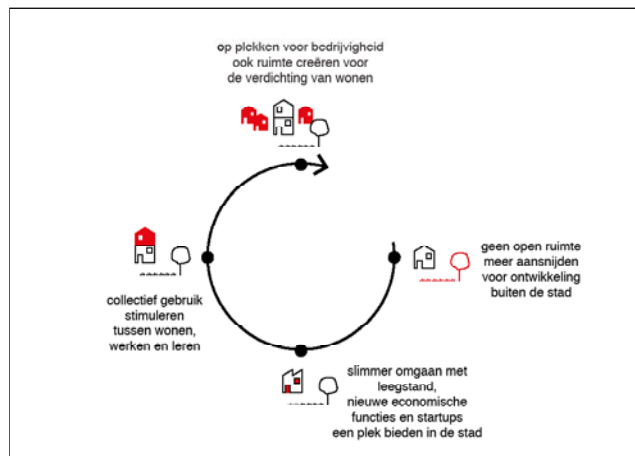 op plekken voor bedrijvigheid
ook ruimte creëren voor
de verdichting van wonen
geen open ruimte
meer aansnijden
voor ontwikkeling
buiten de stad
collectief gebruik
stimuleren
tussen wonen,
werken en leren
slimmer omgaan met
leegstand,
nieuwe economische
functies en startups
een plek bieden in de stad